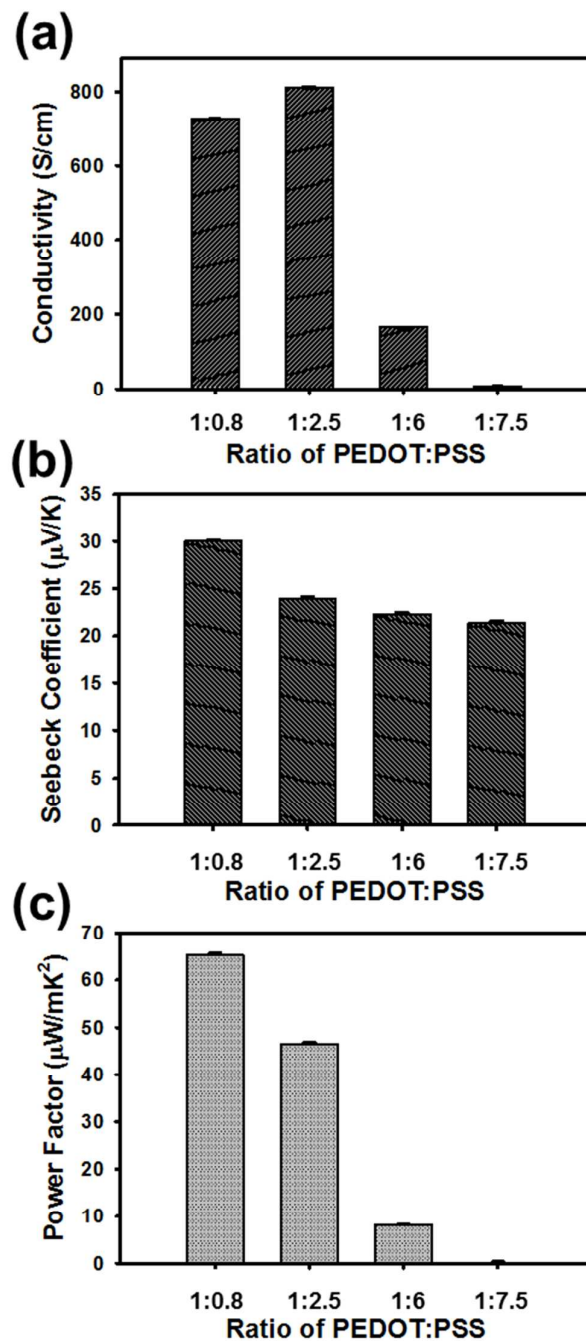 (a)
Conductivity (S/cm)
800
600
400
200
0
1:0.8 1:2.5 1:6 1:7.5
Ratio of PEDOT:PSS
(b)
Seebeck Coefficient (μV/K)
35
30
25
20
15
10
5
0
1:0.8 1:2.5 1:6 1:7.5
Ratio of PEDOT:PSS
(c)
Power Factor (μW/mK²)
70
60
50
40
30
20
10
0
1:0.8 1:2.5 1:6 1:7.5
Ratio of PEDOT:PSS